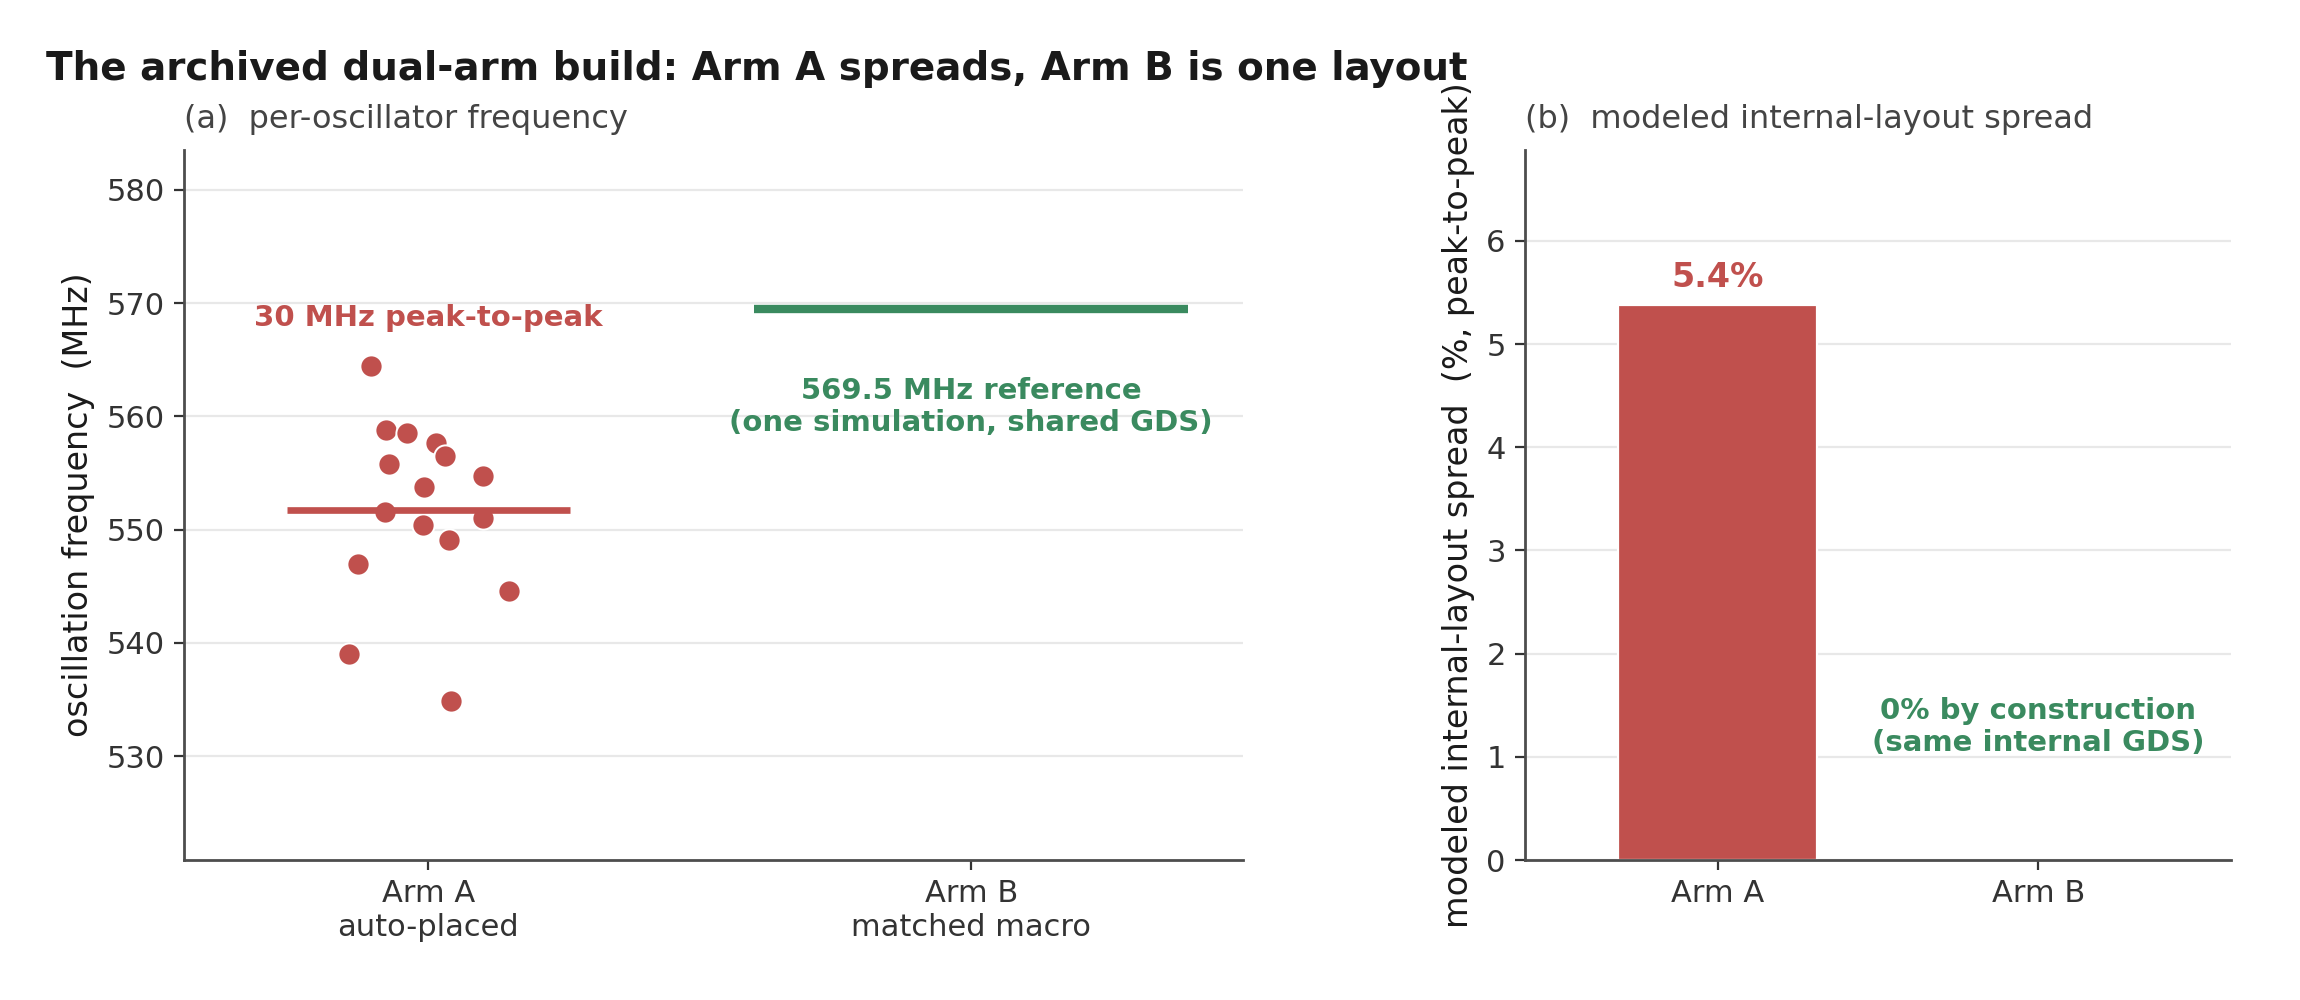 The archived dual-arm build: Arm A spreads, Arm B is one layout
(a)  per-oscillator frequency
oscillation frequency  (MHz)
580
570
560
550
540
530
30 MHz peak-to-peak
569.5 MHz reference
(one simulation, shared GDS)
Arm A
auto-placed
Arm B
matched macro
(b)  modeled internal-layout spread
modeled internal-layout spread  (%, peak-to-peak)
6
5
4
3
2
1
0
5.4%
0% by construction
(same internal GDS)
Arm A
Arm B